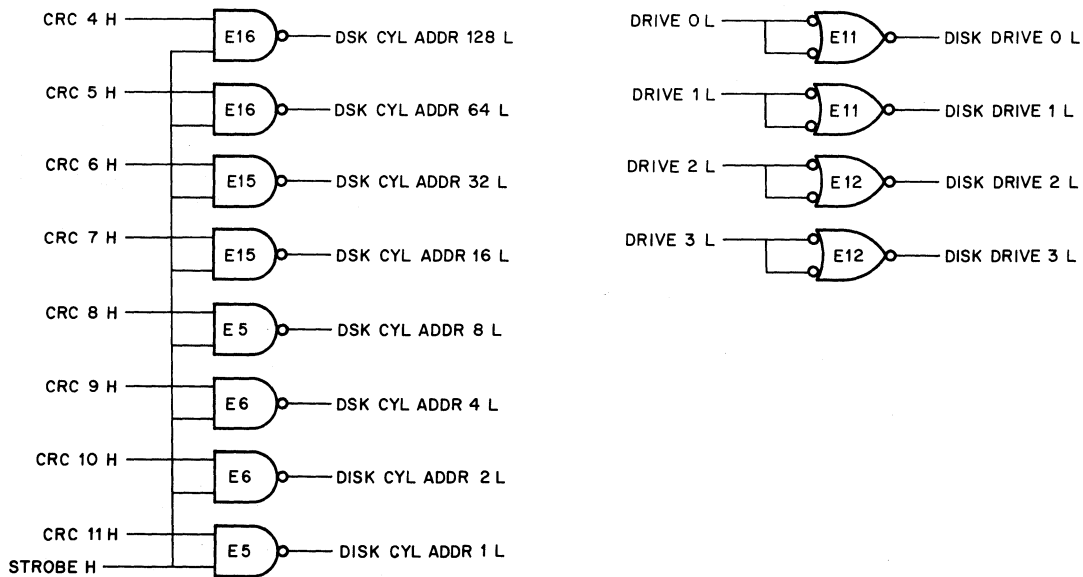 CRC 4 H E16 DSK CYL ADDR 128 L
CRC 5 H E16 DSK CYL ADDR 64 L
CRC 6 H E15 DSK CYL ADDR 32 L
CRC 7 H E15 DSK CYL ADDR 16 L
CRC 8 H E5 DSK CYL ADDR 8 L
CRC 9 H E6 DSK CYL ADDR 4 L
CRC 10 H E6 DISK CYL ADDR 2 L
CRC 11 H E5 DISK CYL ADDR 1 L
STROBE H
DRIVE 0 L E11 DISK DRIVE 0 L
DRIVE 1 L E11 DISK DRIVE 1 L
DRIVE 2 L E12 DISK DRIVE 2 L
DRIVE 3 L E12 DISK DRIVE 3 L